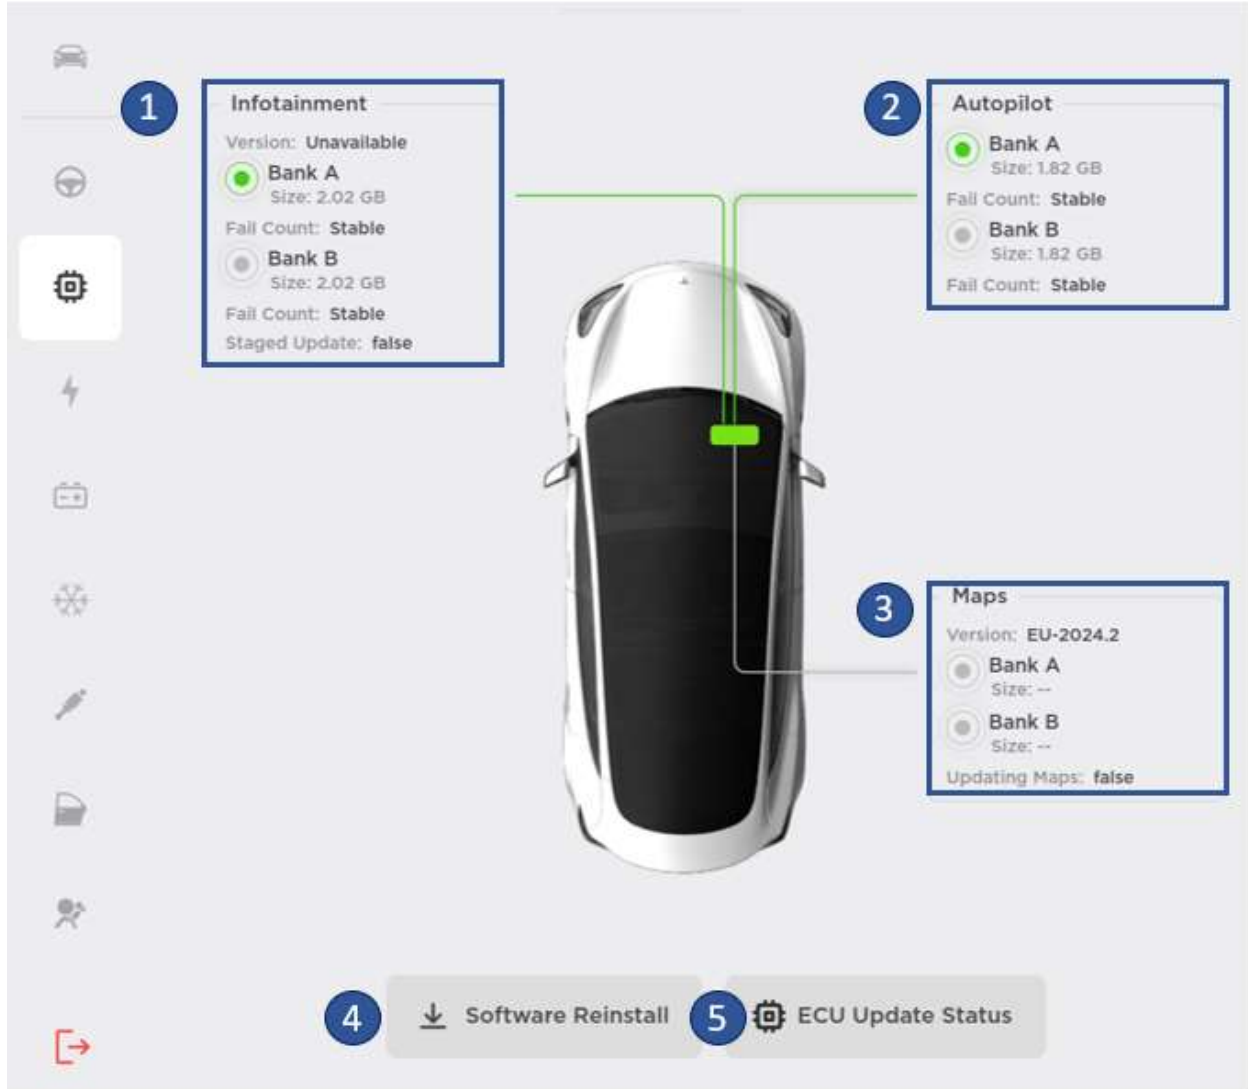 1
Infotainment
Version: Unavailable
Bank A
Size: 2.02 GB
Fail Count: Stable
Bank B
Size: 2.02 GB
Fail Count: Stable
Staged Update: false
2
Autopilot
Bank A
Size: 1.82 GB
Fail Count: Stable
Bank B
Size: 1.82 GB
Fail Count: Stable
3
Maps
Version: EU-2024.2
Bank A
Size: --
Bank B
Size: --
Updating Maps: false
4
Software Reinstall
5
ECU Update Status